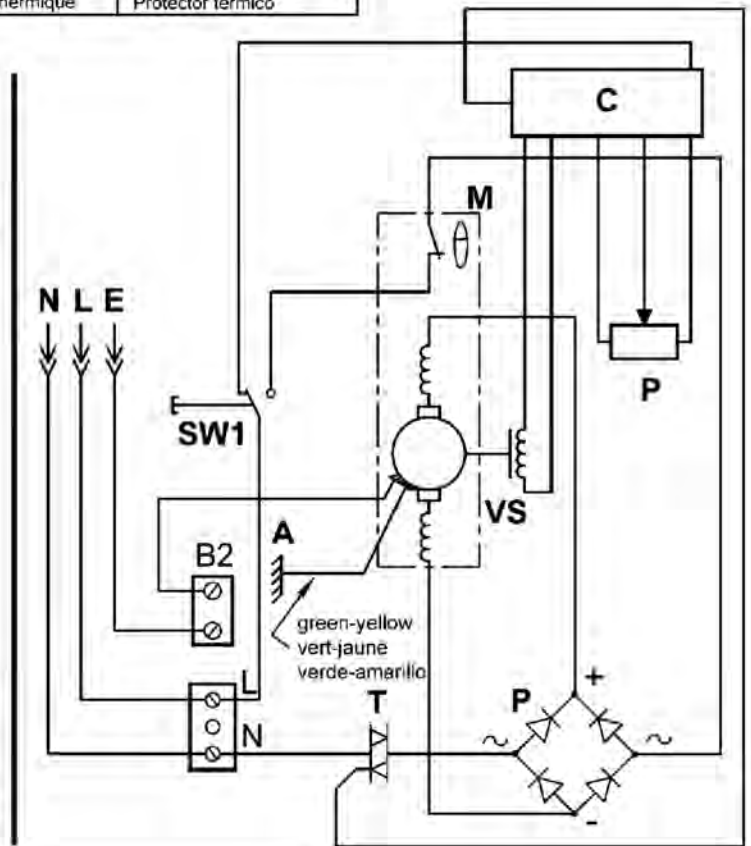 Protector térmico
C
M
N L E
P
SW1
VS
A
B2
green-yellow
vert-jaune
verde-amarillo
L
T
P
+
~
~
N
-